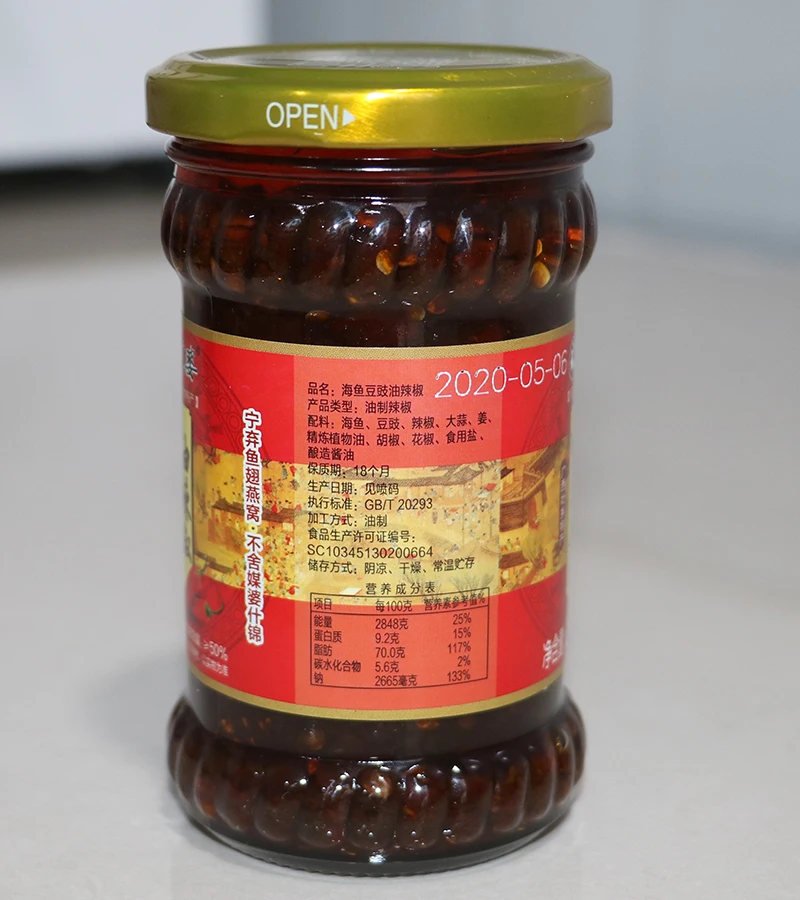 OPEN
2020-05-06
品名：海鱼豆豉油辣椒
产品类型：油制辣椒
配料：海鱼、豆豉、辣椒、大蒜、姜、
精炼植物油、胡椒、花椒、食用盐、
酿造酱油
保质期：18个月
生产日期：见喷码
执行标准：GB/T 20293
加工方式：油制
食品生产许可证编号：
SC10345130200664
储存方式：阴凉、干燥、常温贮存
营养成分表
项目 每100克 营养素参考值%
能量 2848克 25%
蛋白质 9.2克 15%
脂肪 70.0克 117%
碳水化合物 5.6克 2%
钠 2665毫克 133%
宁弃鱼翅燕窝·不舍媒婆什锦
婆
≥50%
净含